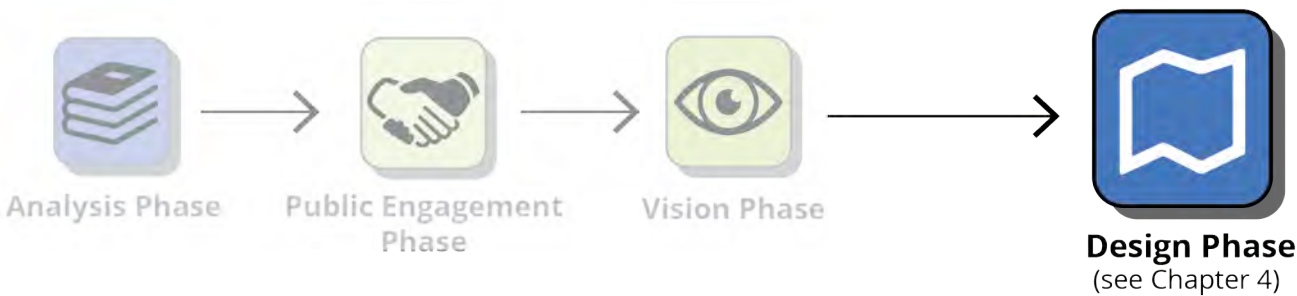 Analysis Phase
Public Engagement
Phase
Vision Phase
Design Phase
(see Chapter 4)